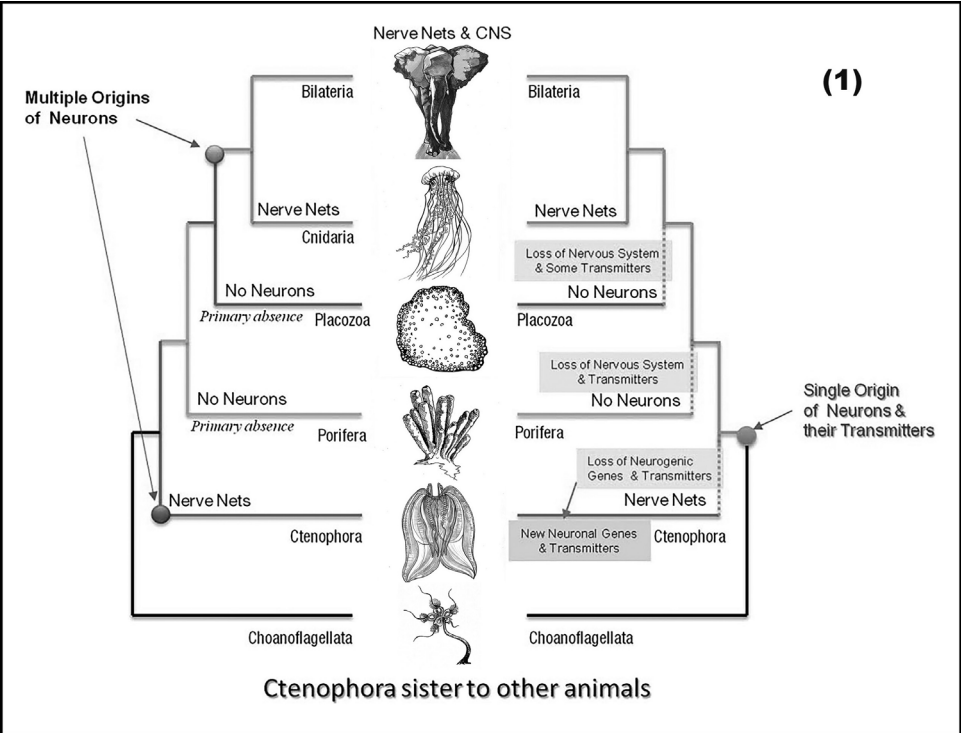 Nerve Nets & CNS
(1)
Multiple Origins
of Neurons
Bilateria
Bilateria
Nerve Nets
Cnidaria
Nerve Nets
Loss of Nervous System
& Some Transmitters
No Neurons
Primary absence
Placozoa
No Neurons
Placozoa
Loss of Nervous System
& Transmitters
No Neurons
Primary absence
Porifera
No Neurons
Porifera
Single Origin
of Neurons &
their Transmitters
Loss of Neurogenic
Genes & Transmitters
Nerve Nets
Ctenophora
Nerve Nets
New Neuronal Genes
& Transmitters
Ctenophora
Choanoflagellata
Choanoflagellata
Ctenophora sister to other animals